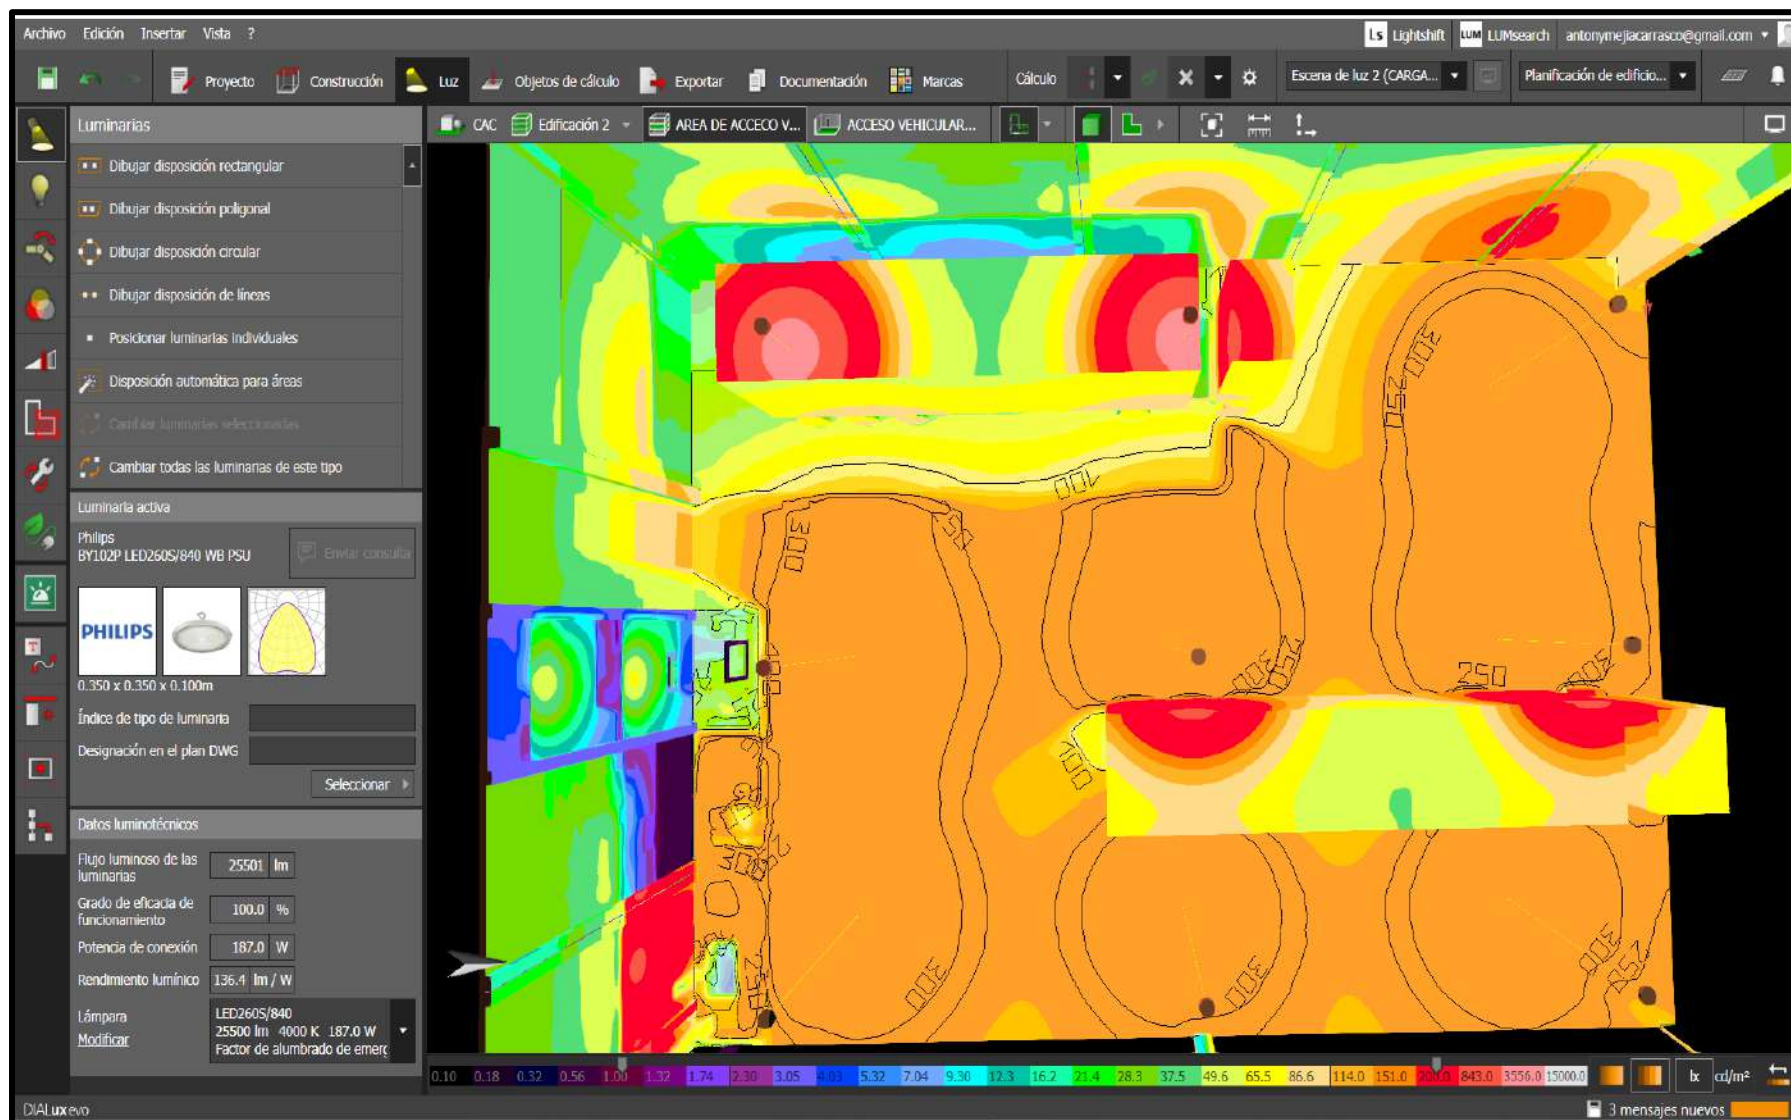 Archivo Edición Insertar Vista ?
Ls Lightshift LUM LUMsearch antonymejiacarrasco@gmail.com
Proyecto Construcción Luz Objetos de cálculo Exportar Documentación Marcas Cálculo Escena de luz 2 (CARGA... Planificación de edificio...
Luminarias
CAC Edificación 2 AREA DE ACCECO V... ACCESO VEHICULAR...
Dibujar disposición rectangular
Dibujar disposición poligonal
Dibujar disposición circular
Dibujar disposición de líneas
Posicionar luminarias individuales
Disposición automática para áreas
Cambiar luminarias seleccionadas
Cambiar todas las luminarias de este tipo
Luminaria activa
Philips
BY102P LED260S/840 WB PSU
Enviar consulta
PHILIPS
0.350 x 0.350 x 0.100m
Índice de tipo de luminaria
Designación en el plan DWG
Seleccionar
Datos luminotécnicos
Flujo luminoso de las luminarias 25501 lm
Grado de eficacia de funcionamiento 100.0 %
Potencia de conexión 187.0 W
Rendimiento lumínico 136.4 lm / W
Lámpara
Modificar
LED260S/840
25500 lm 4000 K 187.0 W
Factor de alumbrado de emerg
300
250
100
300
300
250
250
300
300
300
250
0.10 0.18 0.32 0.56 1.00 1.32 1.74 2.30 3.05 4.03 5.32 7.04 9.30 12.3 16.2 21.4 28.3 37.5 49.6 65.5 86.6 114.0 151.0 200.0 843.0 3556.0 15000.0 lx cd/m²
DIALux evo
3 mensajes nuevos